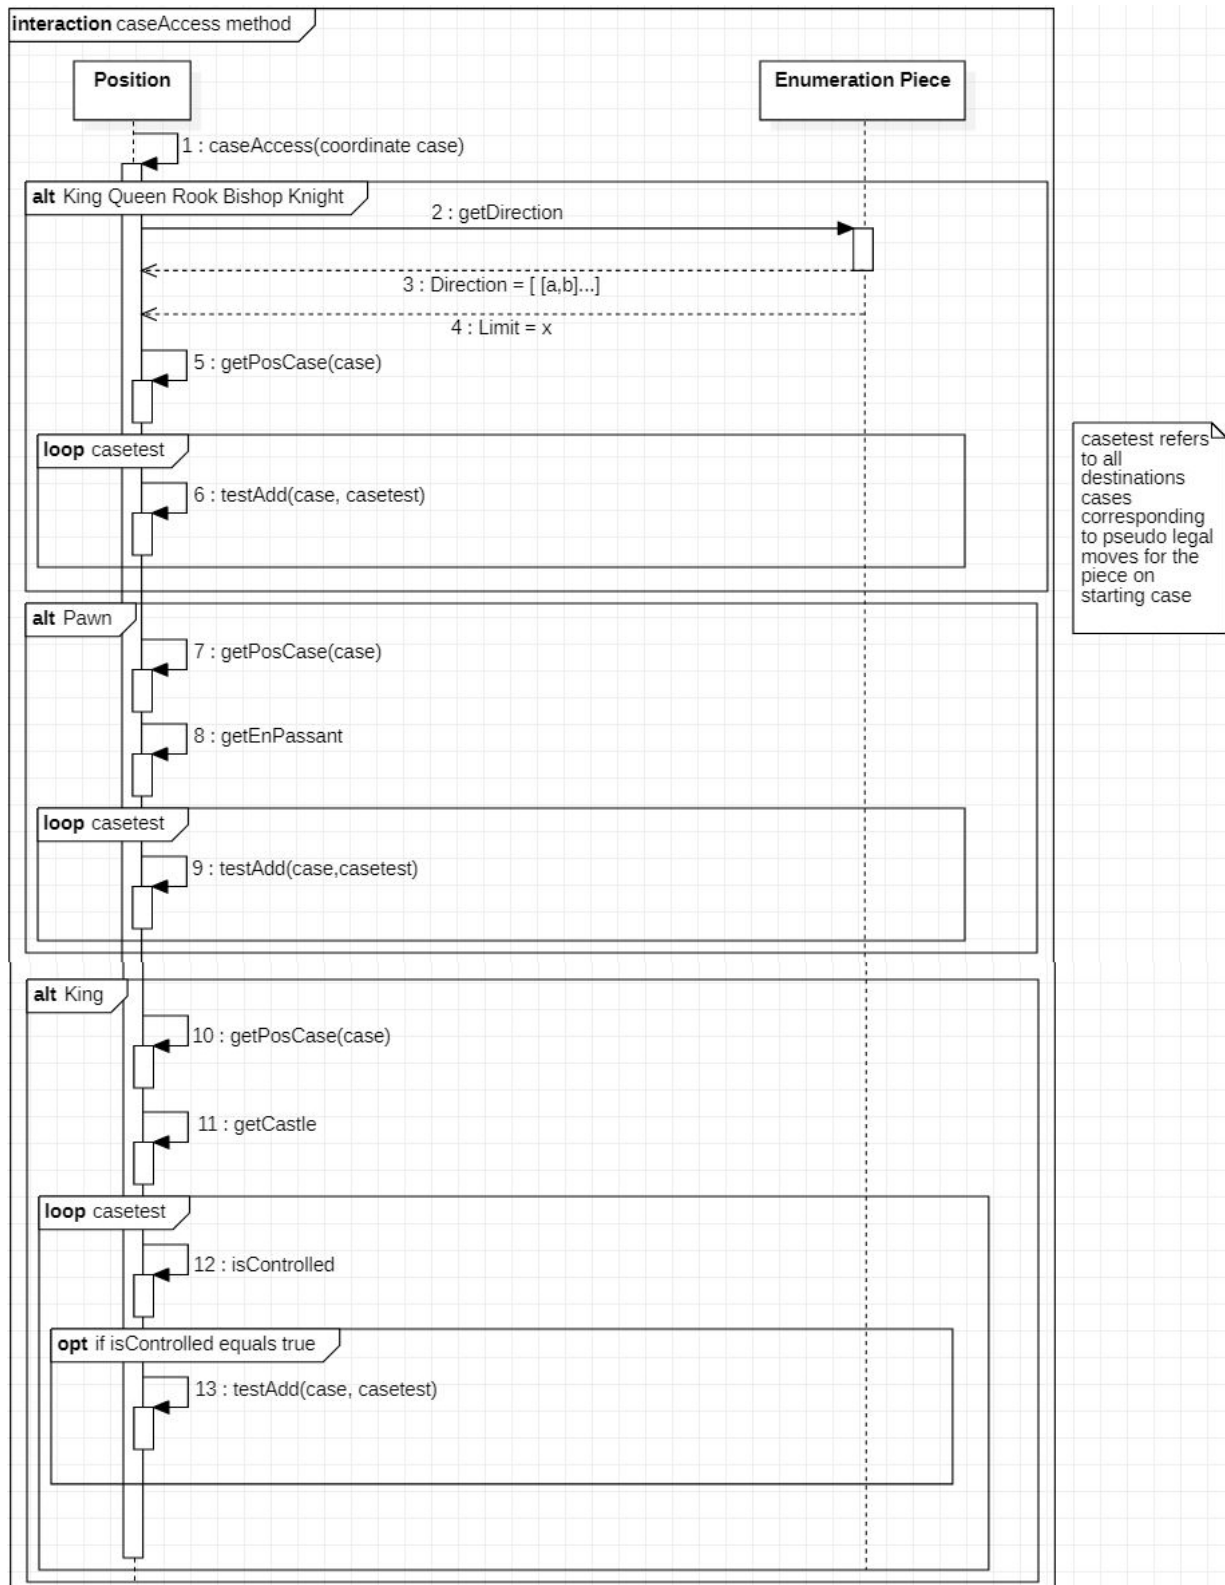 interaction caseAccess method
Position
Enumeration Piece
1 : caseAccess(coordinate case)
alt King Queen Rook Bishop Knight
2 : getDirection
3 : Direction = [ [a,b]...]
4 : Limit = x
5 : getPosCase(case)
loop casetest
6 : testAdd(case, casetest)
casetest refers
to all
destinations
cases
corresponding
to pseudo legal
moves for the
piece on
starting case
alt Pawn
7 : getPosCase(case)
8 : getEnPassant
loop casetest
9 : testAdd(case,casetest)
alt King
10 : getPosCase(case)
11 : getCastle
loop casetest
12 : isControlled
opt if isControlled equals true
13 : testAdd(case, casetest)